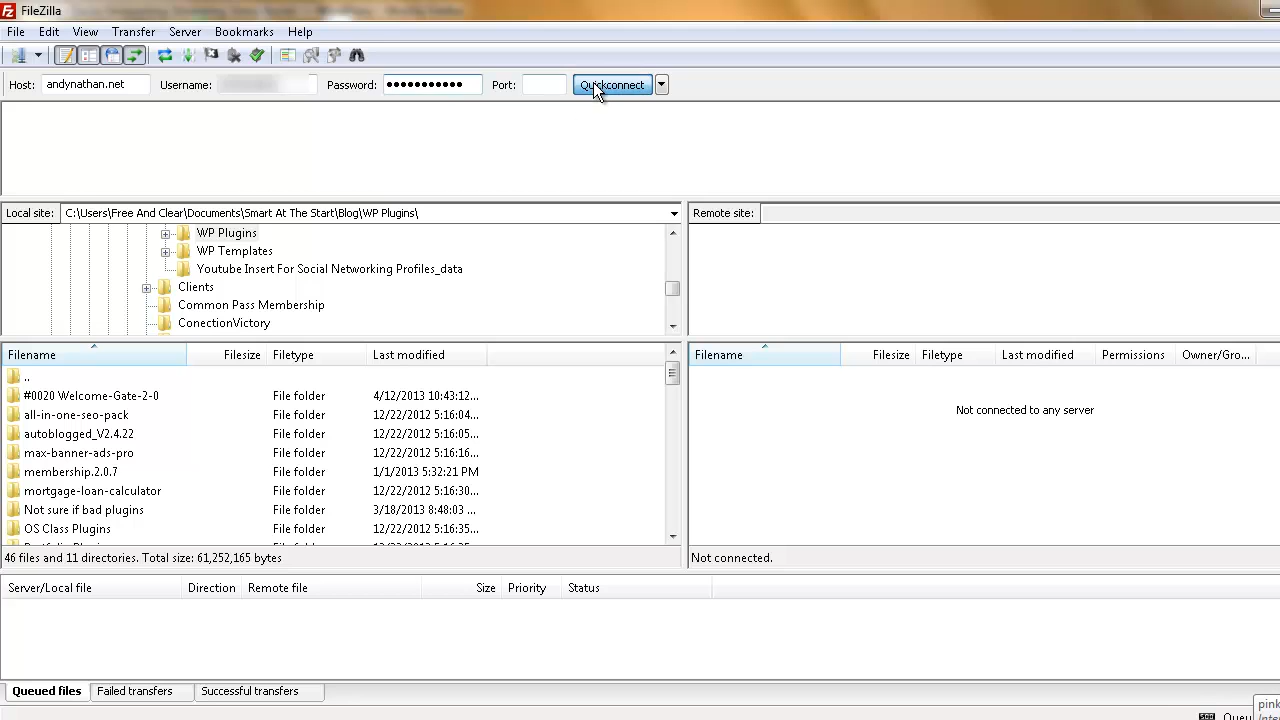 FileZilla
File Edit View Transfer Server Bookmarks Help
Host: andynathan.net Username: Password: ●●●●●●●●●●● Port: Quickconnect
Local site: C:\Users\Free And Clear\Documents\Smart At The Start\Blog\WP Plugins\
Remote site:
WP Plugins
WP Templates
Youtube Insert For Social Networking Profiles_data
Clients
Common Pass Membership
ConectionVictory
Filename Filesize Filetype Last modified
..
#0020 Welcome-Gate-2-0 File folder 4/12/2013 10:43:12...
all-in-one-seo-pack File folder 12/22/2012 5:16:04...
autoblogged_V2.4.22 File folder 12/22/2012 5:16:05...
max-banner-ads-pro File folder 12/22/2012 5:16:16...
membership.2.0.7 File folder 1/1/2013 5:32:21 PM
mortgage-loan-calculator File folder 12/22/2012 5:16:30...
Not sure if bad plugins File folder 3/18/2013 8:48:03 ...
OS Class Plugins File folder 12/22/2012 5:16:35...
46 files and 11 directories. Total size: 61,252,165 bytes
Filename Filesize Filetype Last modified Permissions Owner/Gro...
Not connected to any server
Not connected.
Server/Local file Direction Remote file Size Priority Status
Queued files Failed transfers Successful transfers
pink
Queu